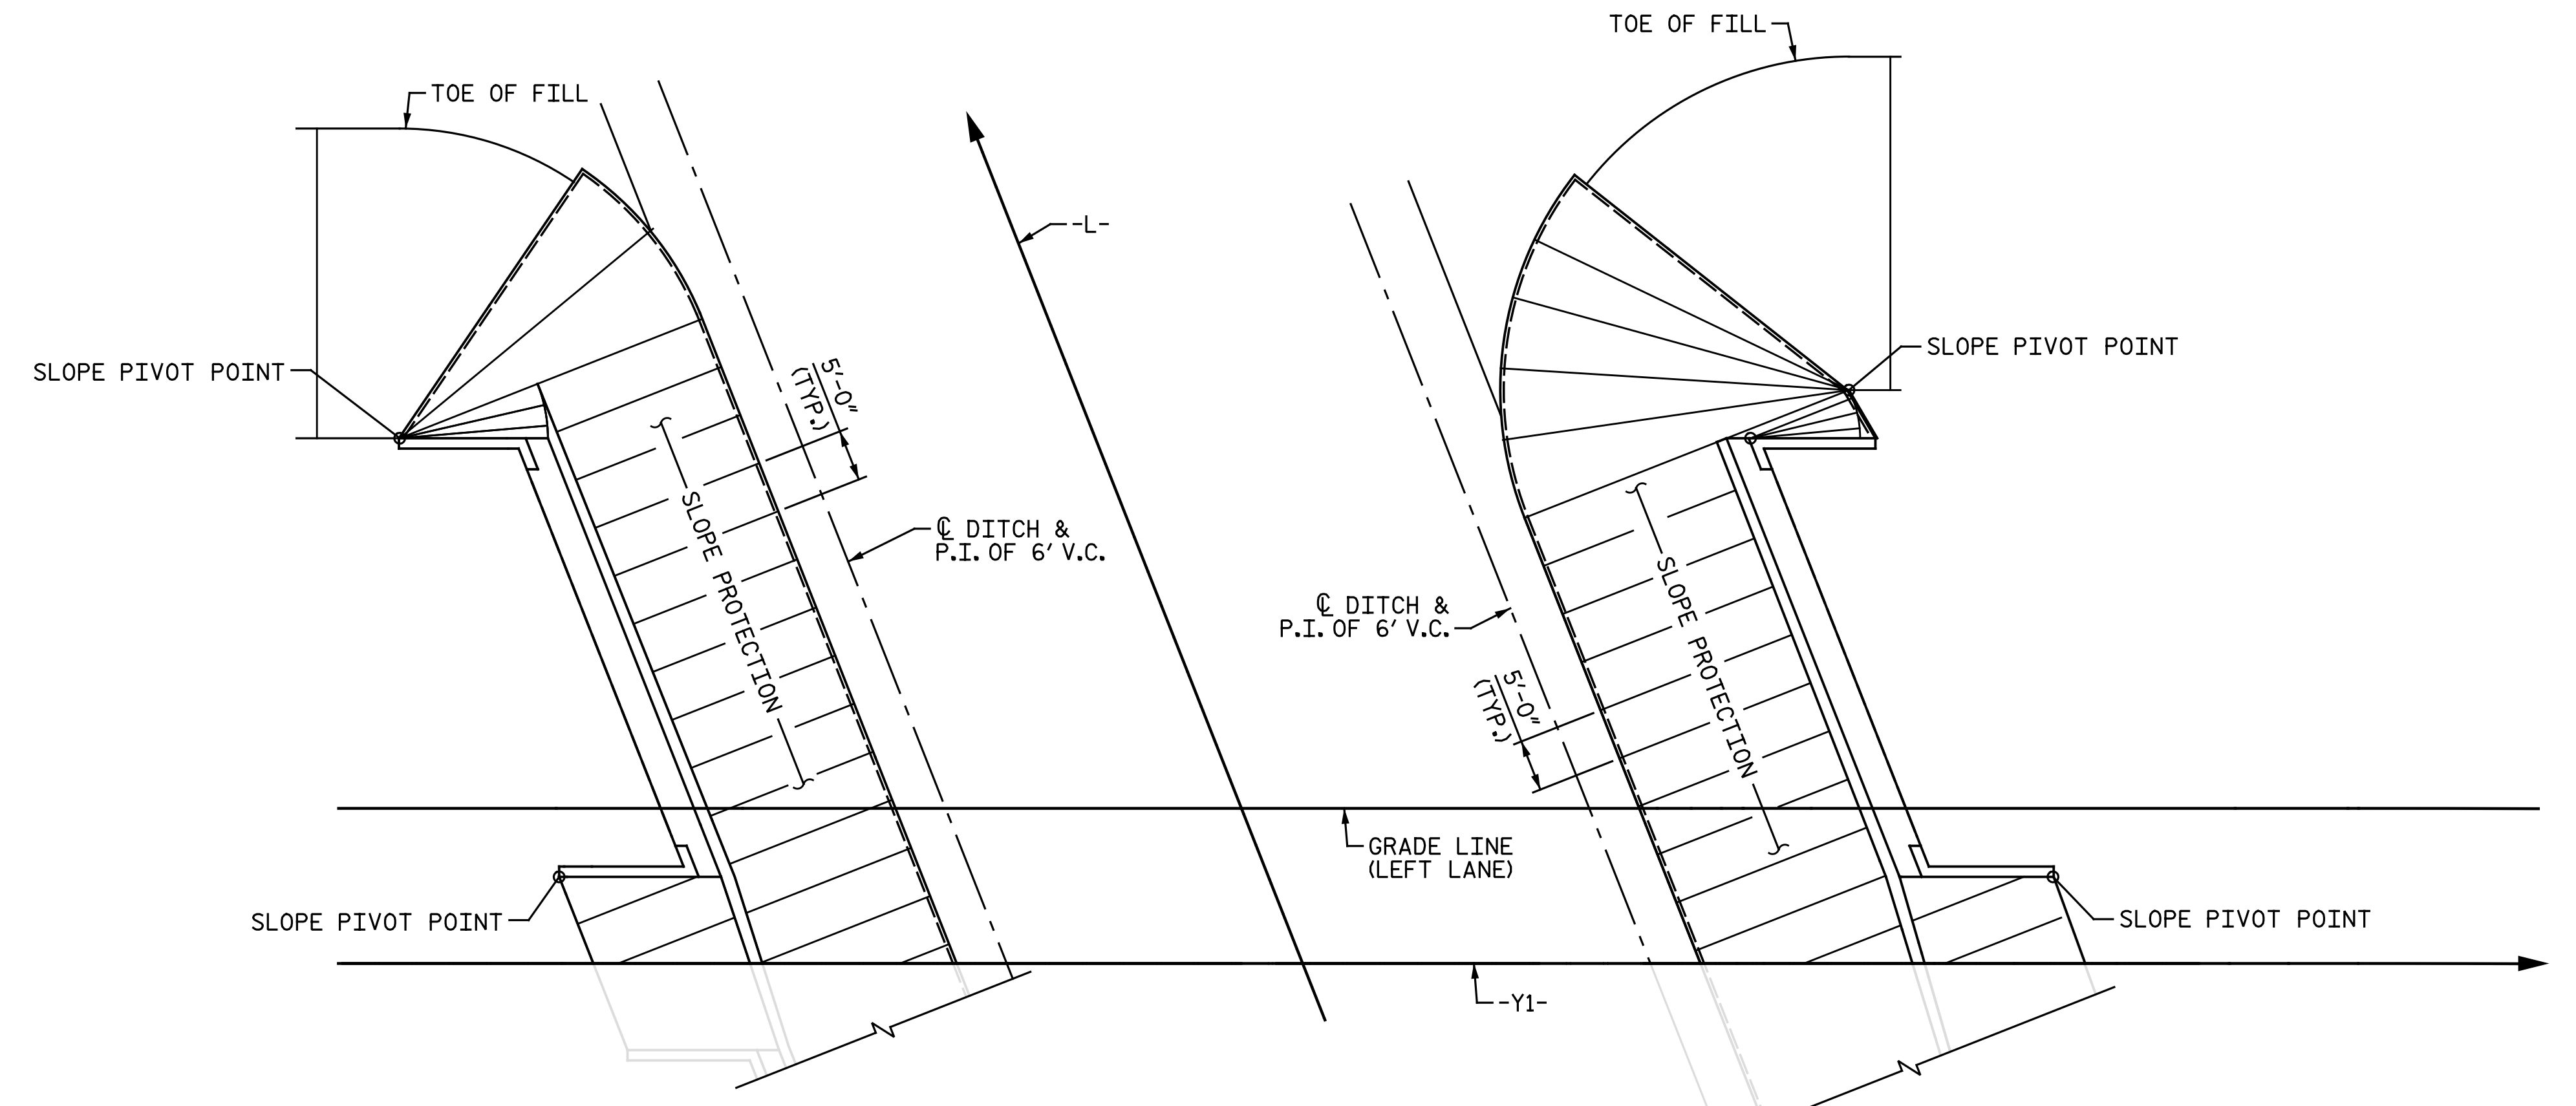 TOE OF FILL
TOE OF FILL
-L-
SLOPE PIVOT POINT
SLOPE PIVOT POINT
5'-0"
(TYP.)
SLOPE PROTECTION
℄ DITCH &
P.I. OF 6' V.C.
℄ DITCH &
P.I. OF 6' V.C.
SLOPE PROTECTION
5'-0"
(TYP.)
GRADE LINE
(LEFT LANE)
SLOPE PIVOT POINT
SLOPE PIVOT POINT
-Y1-